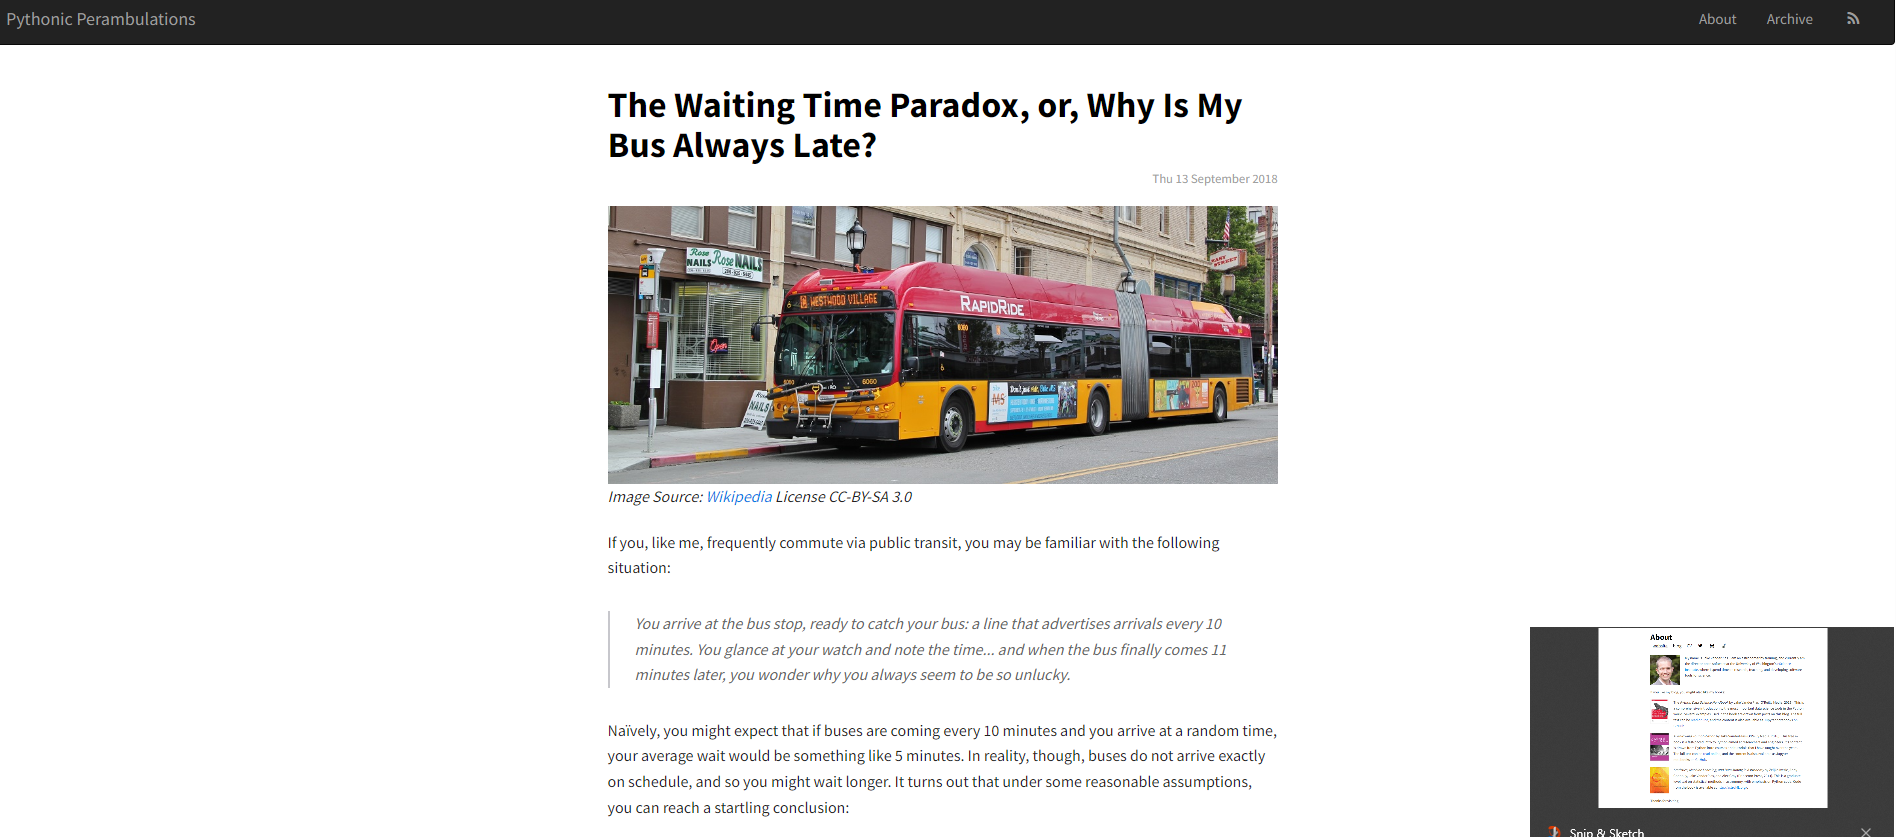 Pythonic Perambulations
About
Archive
The Waiting Time Paradox, or, Why Is My
Bus Always Late?
Thu 13 September 2018
Rose
NAILS
Rose
NAILS
Open
EAST STREET
WESTWOOD VILLAGE
RAPIDRIDE
6060
6060
6060
MS
NAILS
Image Source: Wikipedia License CC-BY-SA 3.0
If you, like me, frequently commute via public transit, you may be familiar with the following
situation:
You arrive at the bus stop, ready to catch your bus: a line that advertises arrivals every 10
minutes. You glance at your watch and note the time... and when the bus finally comes 11
minutes later, you wonder why you always seem to be so unlucky.
Naïvely, you might expect that if buses are coming every 10 minutes and you arrive at a random time,
your average wait would be something like 5 minutes. In reality, though, buses do not arrive exactly
on schedule, and so you might wait longer. It turns out that under some reasonable assumptions,
you can reach a startling conclusion:
About
Snip & Sketch